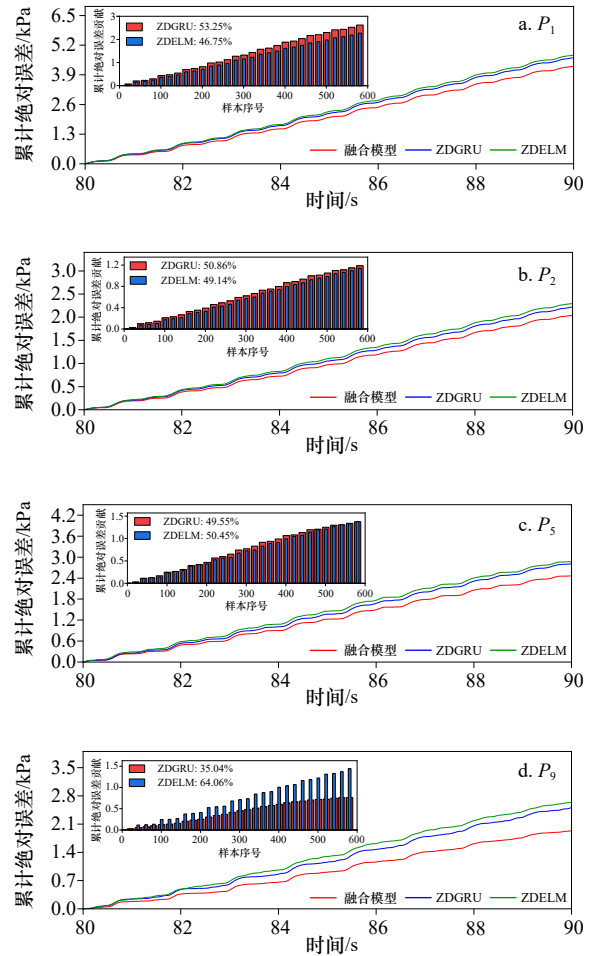 a. P₁
累计绝对误差/kPa
6.5
5.2
3.9
2.6
1.3
0.0
80
82
84
86
88
90
时间/s
融合模型
ZDGRU
ZDELM
累计绝对误差贡献
3
2
1
0
0
100
200
300
400
500
600
样本序号
ZDGRU: 53.25%
ZDELM: 46.75%
b. P₂
累计绝对误差/kPa
3.0
2.5
2.0
1.5
1.0
0.5
0.0
80
82
84
86
88
90
时间/s
融合模型
ZDGRU
ZDELM
累计绝对误差贡献
1.2
0.8
0.4
0.0
0
100
200
300
400
500
600
样本序号
ZDGRU: 50.86%
ZDELM: 49.14%
c. P₅
累计绝对误差/kPa
4.2
3.6
3.0
2.4
1.8
1.2
0.6
0.0
80
82
84
86
88
90
时间/s
融合模型
ZDGRU
ZDELM
累计绝对误差贡献
1.5
1.0
0.5
0.0
0
100
200
300
400
500
600
样本序号
ZDGRU: 49.55%
ZDELM: 50.45%
d. P₉
累计绝对误差/kPa
3.5
2.8
2.1
1.4
0.7
0.0
80
82
84
86
88
90
时间/s
融合模型
ZDGRU
ZDELM
累计绝对误差贡献
1.5
1.0
0.5
0.0
0
100
200
300
400
500
600
样本序号
ZDGRU: 35.04%
ZDELM: 64.06%